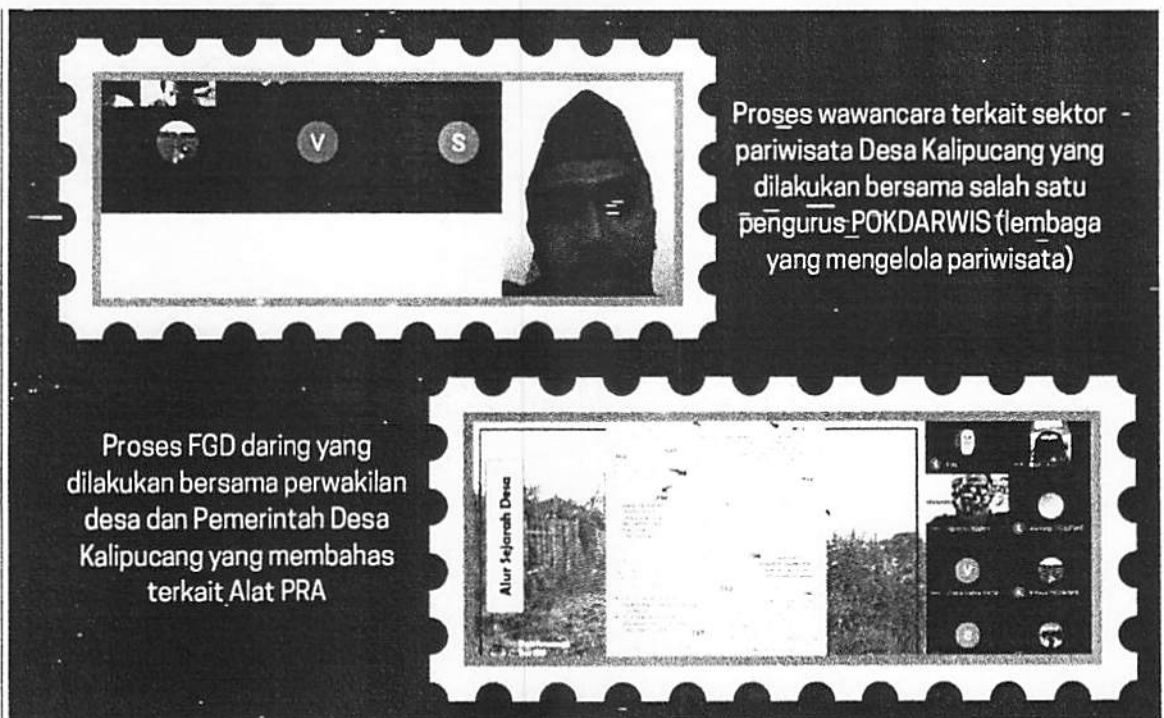 V
S
Proses wawancara terkait sektor
pariwisata Desa Kalipucang yang
dilakukan bersama salah satu
pengurus POKDARWIS (lembaga
yang mengelola pariwisata)
Proses FGD daring yang
dilakukan bersama perwakilan
desa dan Pemerintah Desa
Kalipucang yang membahas
terkait Alat PRA
Alur Sejarah Desa
V
S